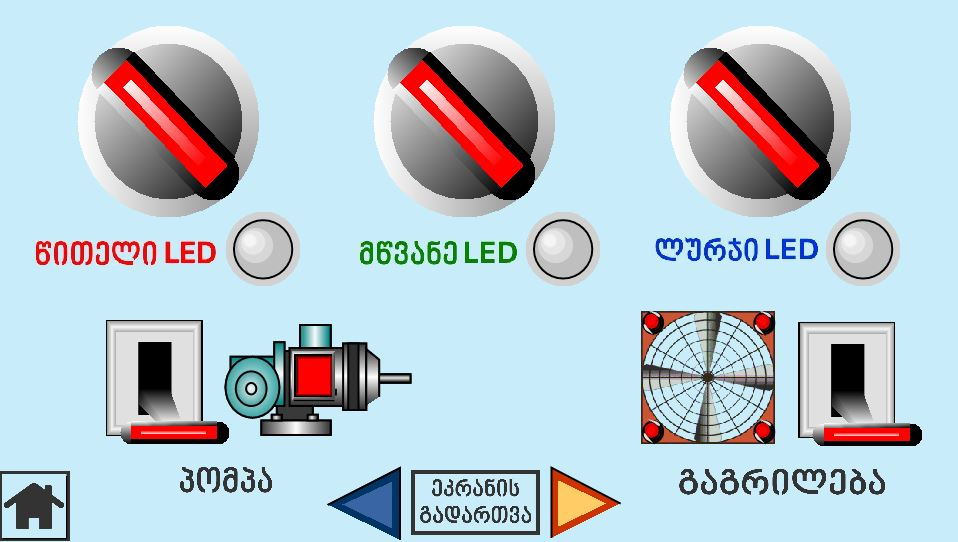 წითელი LED
მწვანე LED
ლურჯი LED
პომპა
გაგრილება
ეკრანის
გადართვა